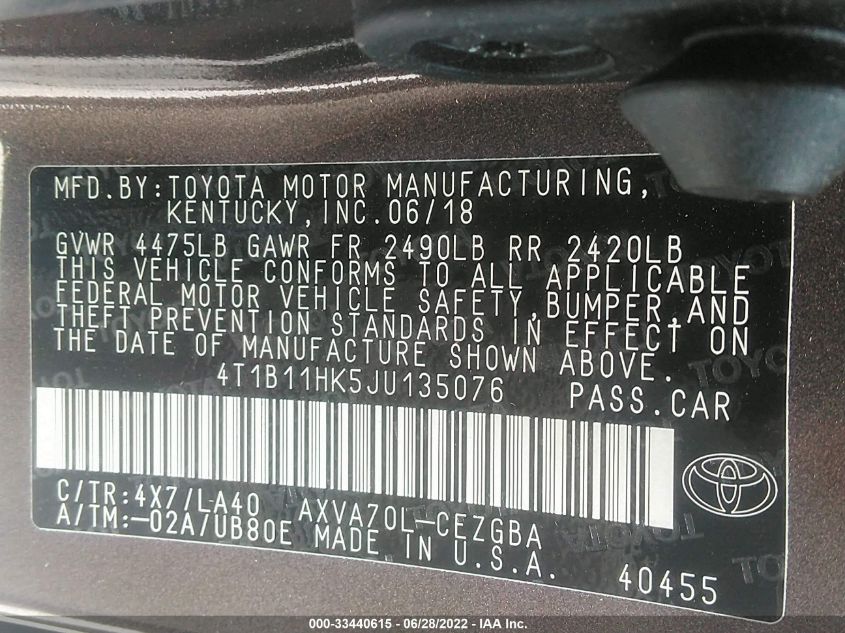 MFD.BY:TOYOTA MOTOR MANUFACTURING,
KENTUCKY,INC.06/18
GVWR 4475LB GAWR FR 2490LB RR 2420LB
THIS VEHICLE CONFORMS TO ALL APPLICABLE
FEDERAL MOTOR VEHICLE SAFETY,BUMPER,AND
THEFT PREVENTION STANDARDS IN EFFECT ON
THE DATE OF MANUFACTURE SHOWN ABOVE.
4T1B11HK5JU135076 PASS.CAR
C/TR:4X7/LA40 AXVA70L-CEZGBA
A/TM:-02A/UB80E MADE IN U.S.A.
40455
000-33440615 - 06/28/2022 - IAA Inc.